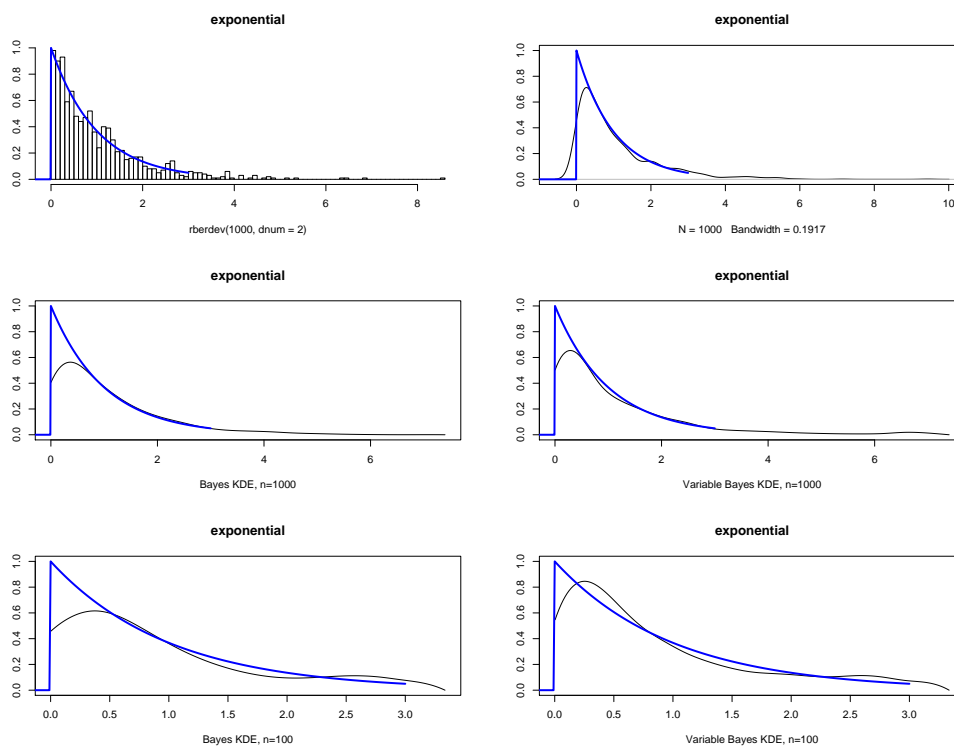 exponential
0.0 0.2 0.4 0.6 0.8 1.0
0 2 4 6 8
rberdev(1000, dnum = 2)
exponential
0.0 0.2 0.4 0.6 0.8 1.0
0 2 4 6 8 10
N = 1000 Bandwidth = 0.1917
exponential
0.0 0.2 0.4 0.6 0.8 1.0
0 2 4 6
Bayes KDE, n=1000
exponential
0.0 0.2 0.4 0.6 0.8 1.0
0 2 4 6
Variable Bayes KDE, n=1000
exponential
0.0 0.2 0.4 0.6 0.8 1.0
0.0 0.5 1.0 1.5 2.0 2.5 3.0
Bayes KDE, n=100
exponential
0.0 0.2 0.4 0.6 0.8 1.0
0.0 0.5 1.0 1.5 2.0 2.5 3.0
Variable Bayes KDE, n=100